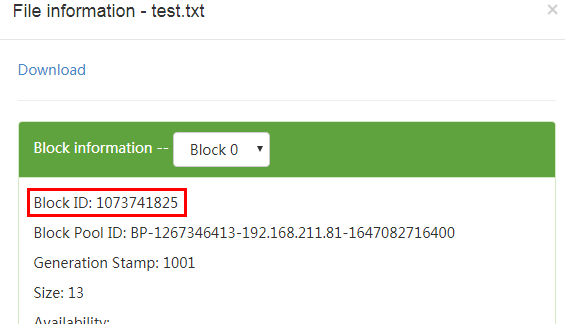 File information - test.txt
×
Download
Block information -- Block 0
Block ID: 1073741825
Block Pool ID: BP-1267346413-192.168.211.81-1647082716400
Generation Stamp: 1001
Size: 13
Availability: